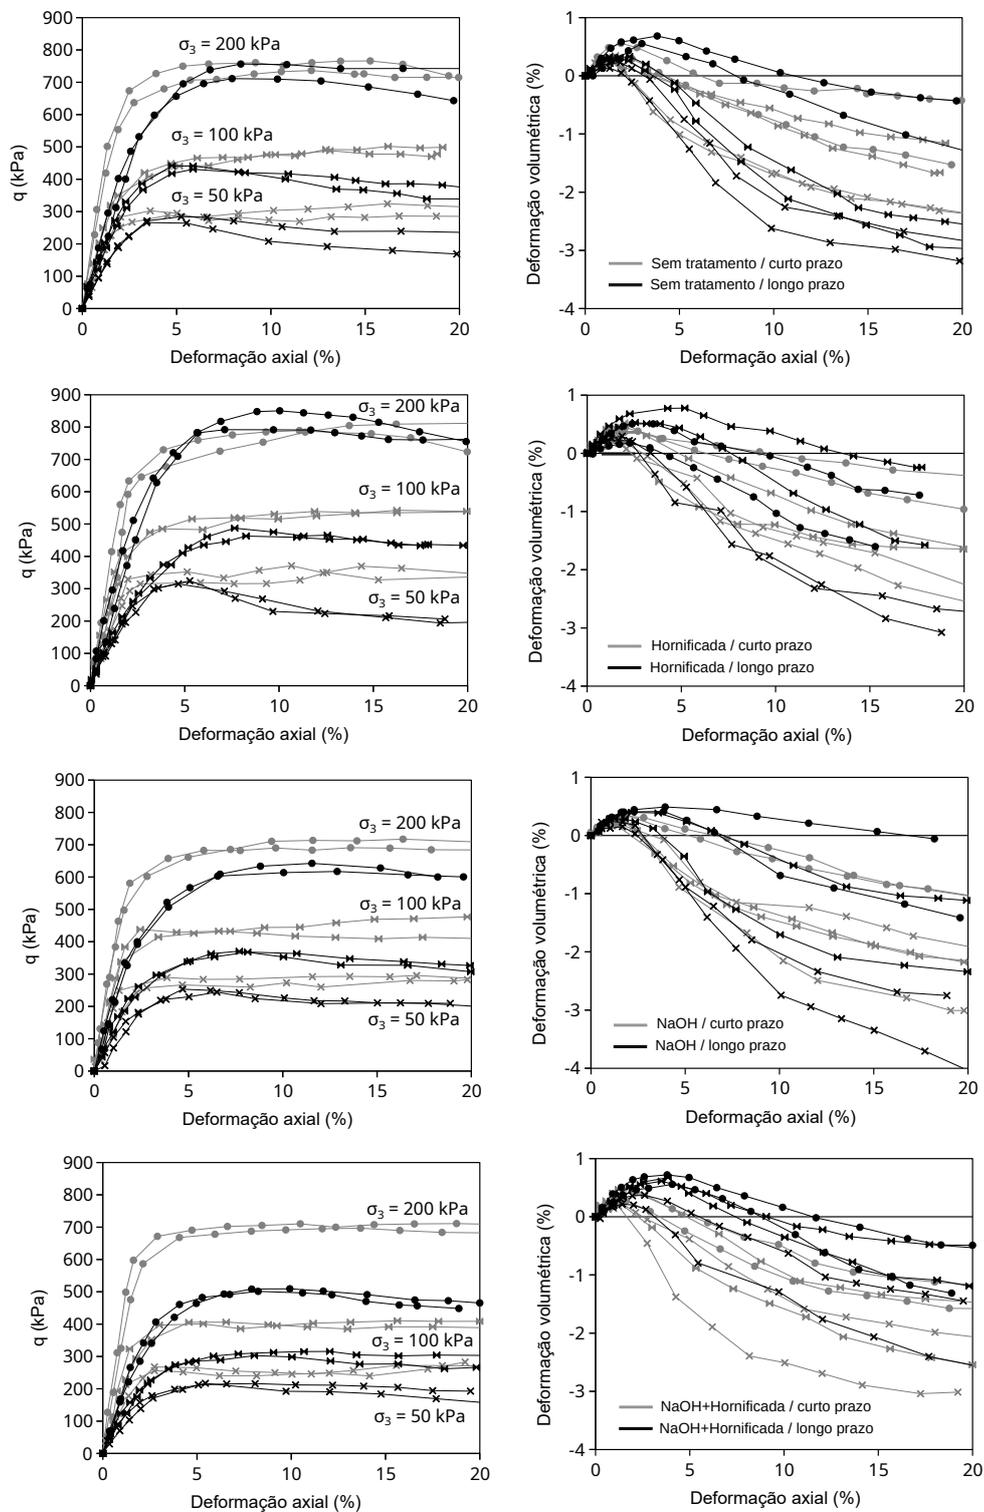 900
800
700
600
500
400
300
200
100
0
q (kPa)
σ3 = 200 kPa
σ3 = 100 kPa
σ3 = 50 kPa
0 5 10 15 20
Deformação axial (%)
1
0
-1
-2
-3
-4
Deformação volumétrica (%)
Sem tratamento / curto prazo
Sem tratamento / longo prazo
0 5 10 15 20
Deformação axial (%)
900
800
700
600
500
400
300
200
100
0
q (kPa)
σ3 = 200 kPa
σ3 = 100 kPa
σ3 = 50 kPa
0 5 10 15 20
Deformação axial (%)
1
0
-1
-2
-3
-4
Deformação volumétrica (%)
Hornificada / curto prazo
Hornificada / longo prazo
0 5 10 15 20
Deformação axial (%)
900
800
700
600
500
400
300
200
100
0
q (kPa)
σ3 = 200 kPa
σ3 = 100 kPa
σ3 = 50 kPa
0 5 10 15 20
Deformação axial (%)
1
0
-1
-2
-3
-4
Deformação volumétrica (%)
NaOH / curto prazo
NaOH / longo prazo
0 5 10 15 20
Deformação axial (%)
900
800
700
600
500
400
300
200
100
0
q (kPa)
σ3 = 200 kPa
σ3 = 100 kPa
σ3 = 50 kPa
0 5 10 15 20
Deformação axial (%)
1
0
-1
-2
-3
-4
Deformação volumétrica (%)
NaOH+Hornificada / curto prazo
NaOH+Hornificada / longo prazo
0 5 10 15 20
Deformação axial (%)